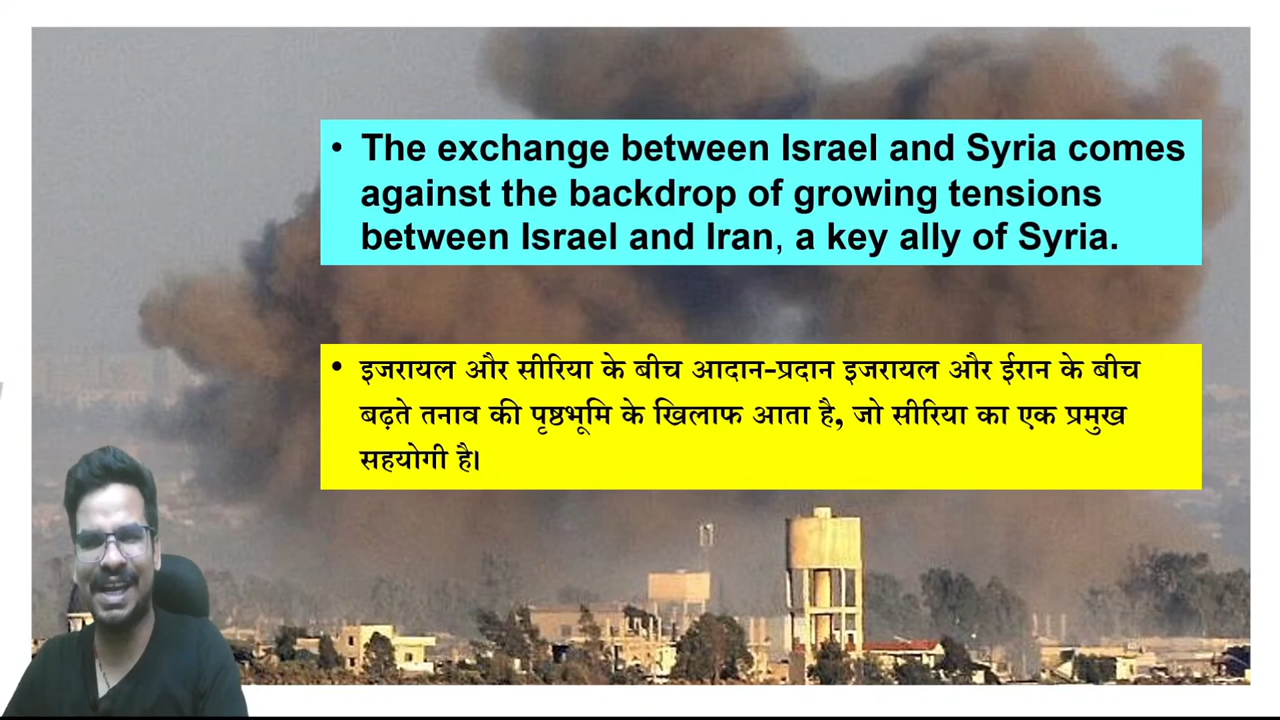 • The exchange between Israel and Syria comes
against the backdrop of growing tensions
between Israel and Iran, a key ally of Syria.
• इजरायल और सीरिया के बीच आदान-प्रदान इजरायल और ईरान के बीच
बढ़ते तनाव की पृष्ठभूमि के खिलाफ आता है, जो सीरिया का एक प्रमुख
सहयोगी है।